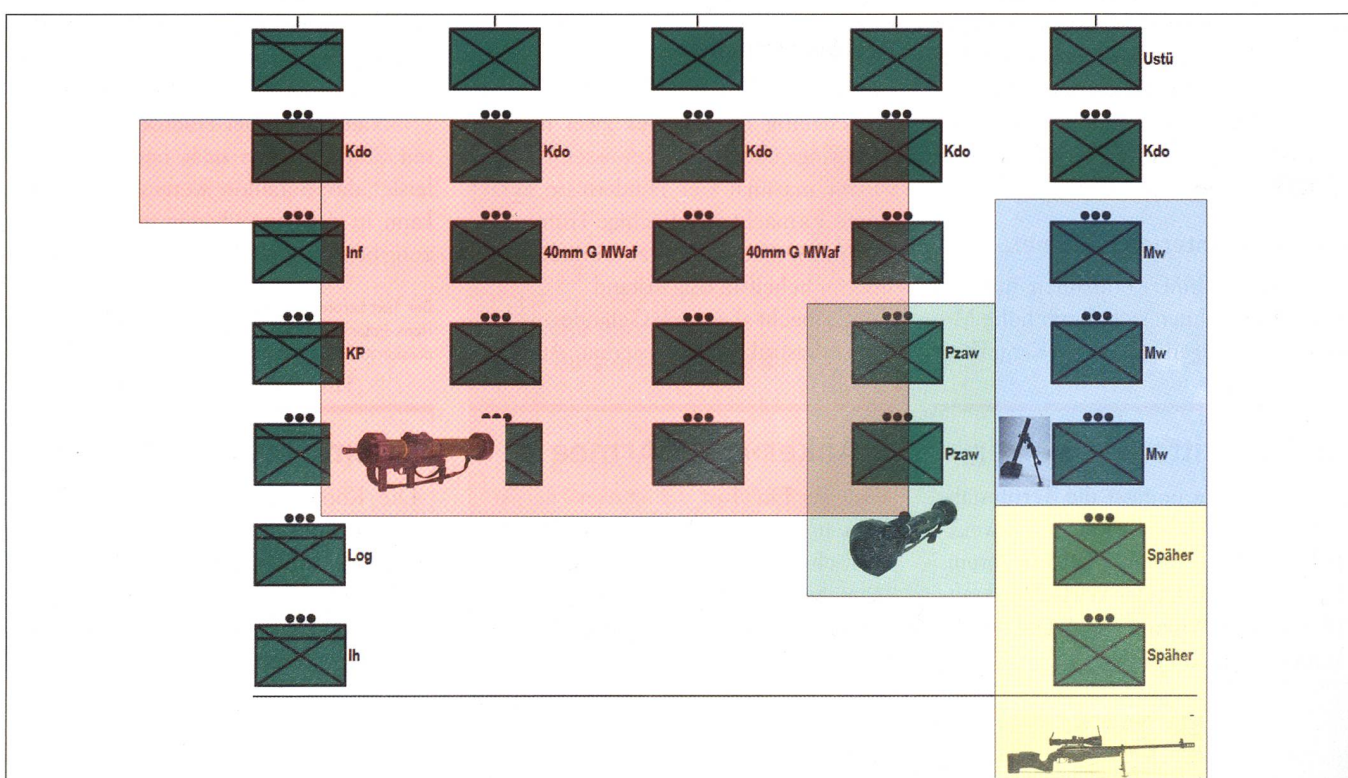 Ustü
Kdo Kdo Kdo Kdo Kdo
Inf 40mm G MWaf 40mm G MWaf Mw
KP Pzaw Mw
Pzaw Mw
Log Späher
Ih Späher